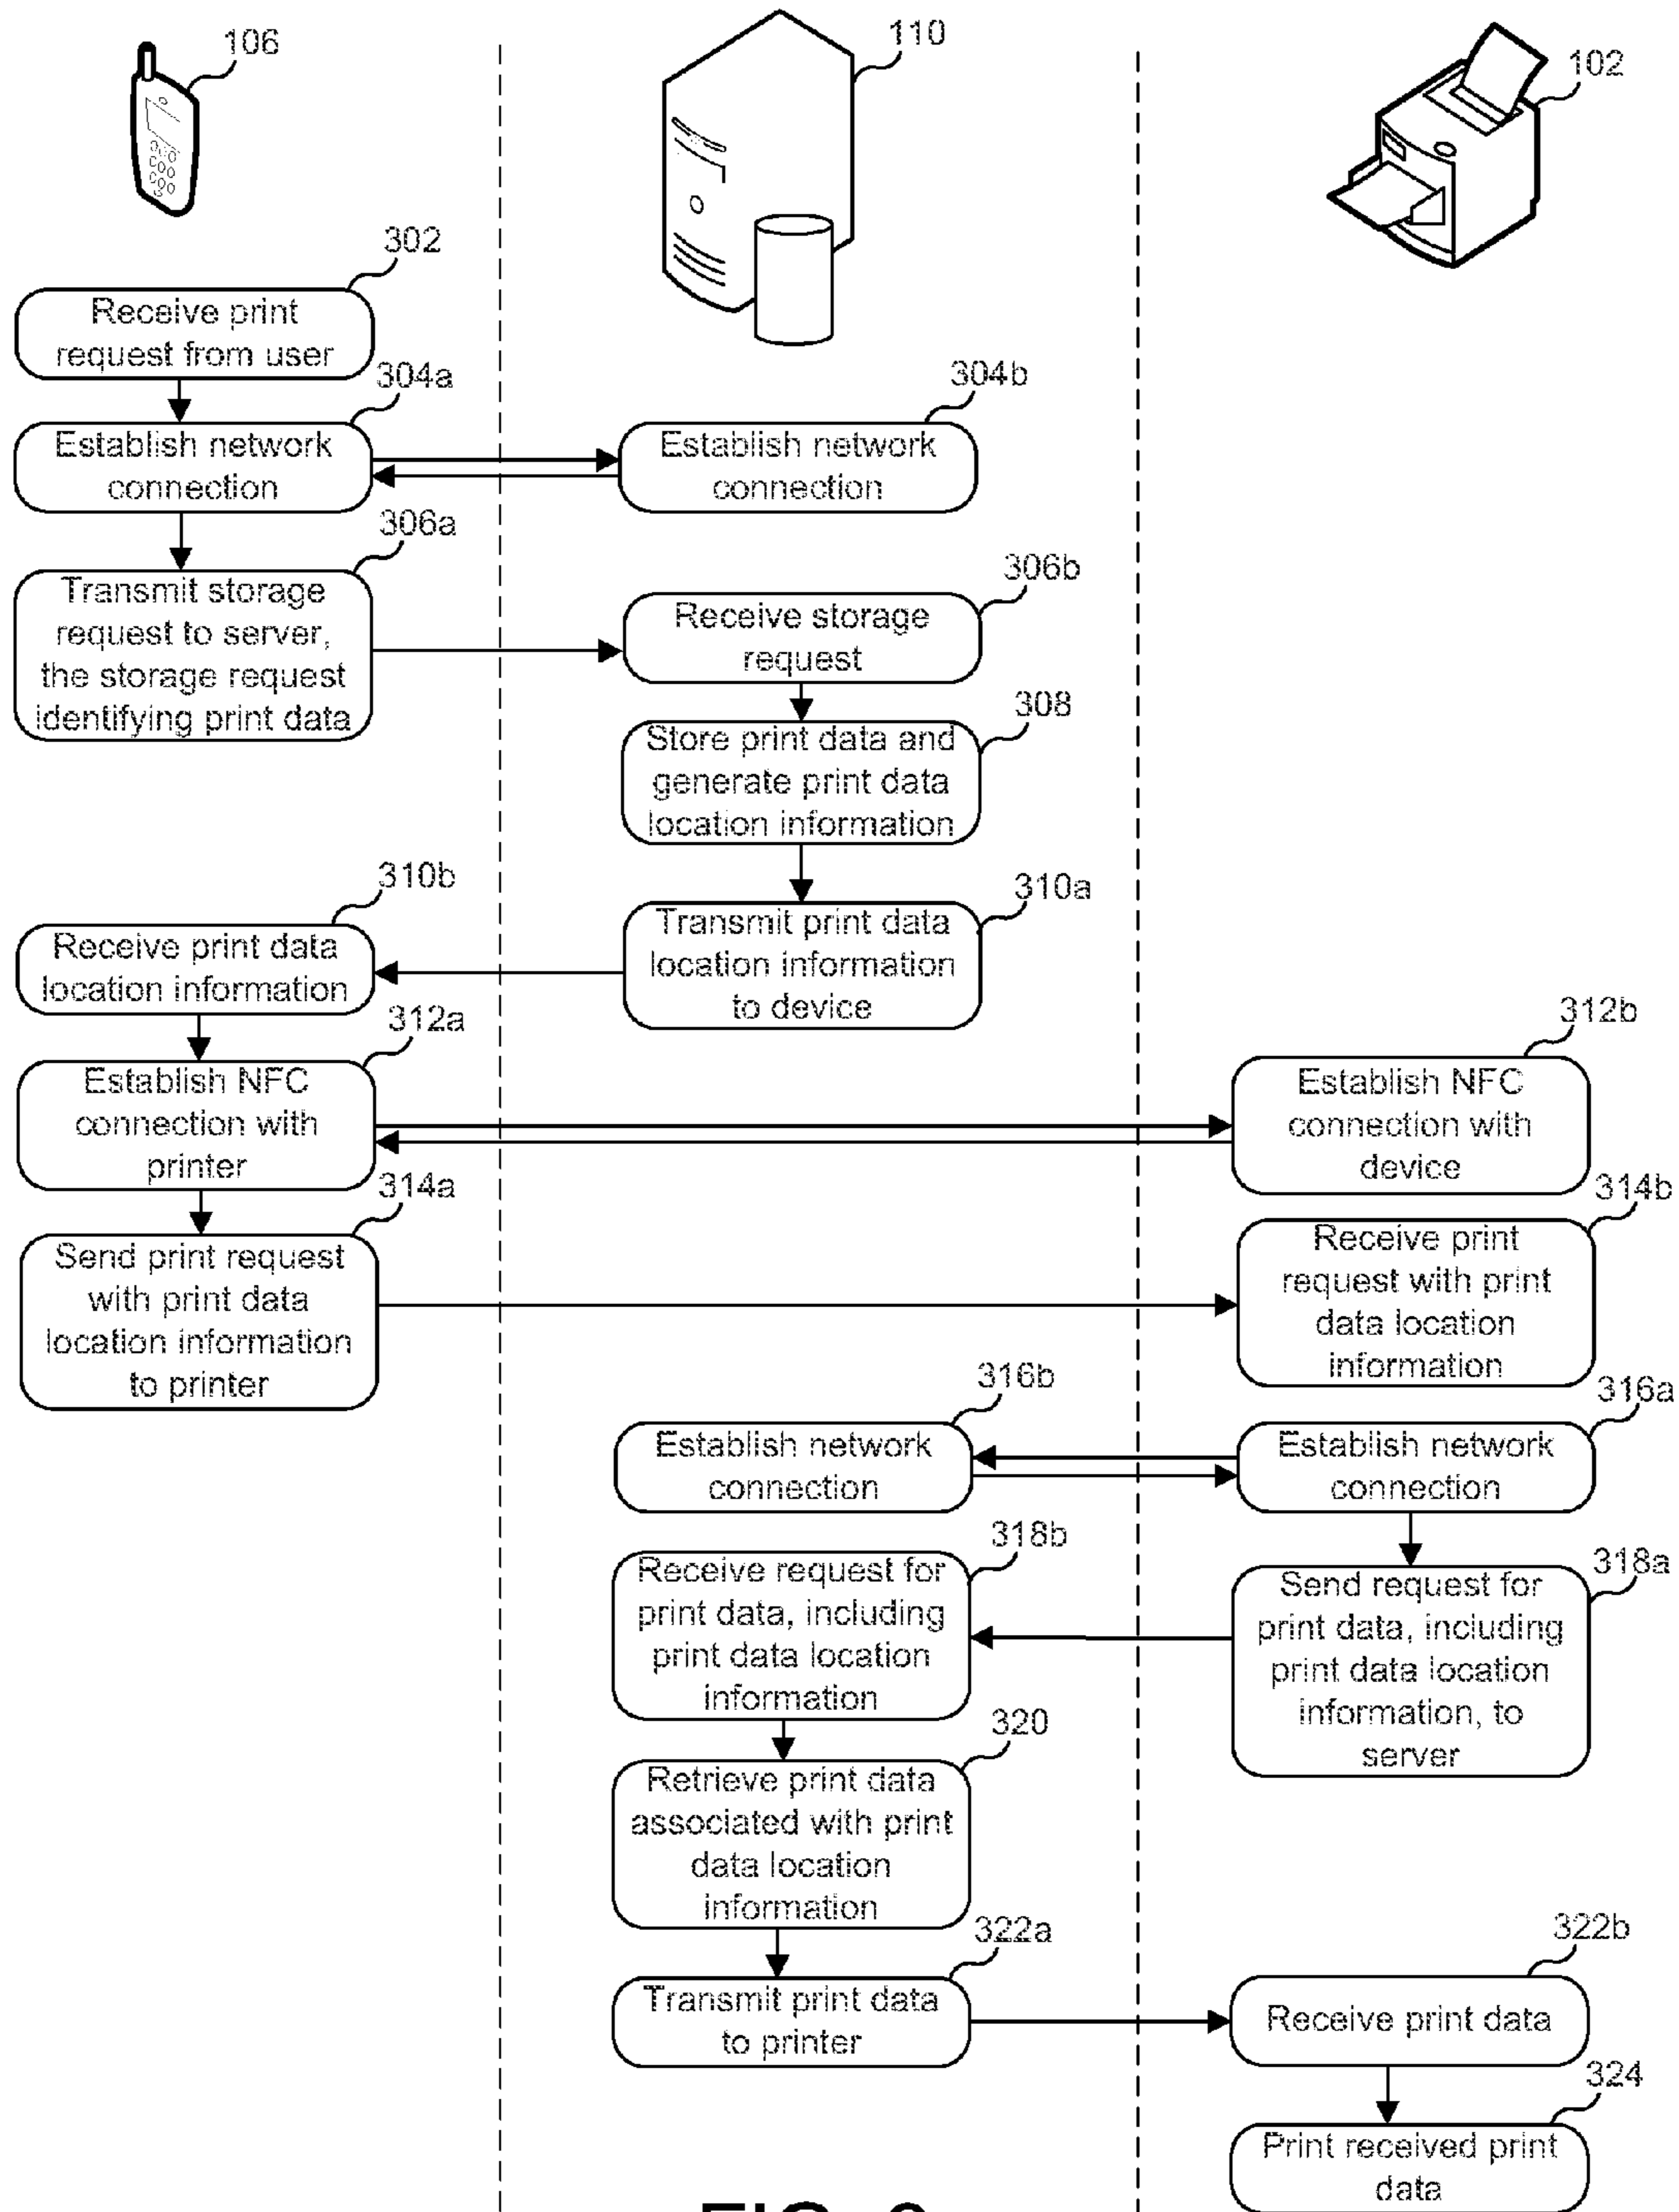 106
110
102
302
Receive print
request from user
304a
Establish network
connection
304b
Establish network
connection
306a
Transmit storage
request to server,
the storage request
identifying print data
306b
Receive storage
request
308
Store print data and
generate print data
location information
310b
Receive print data
location information
310a
Transmit print data
location information
to device
312a
Establish NFC
connection with
printer
312b
Establish NFC
connection with
device
314a
Send print request
with print data
location information
to printer
314b
Receive print
request with print
data location
information
316b
Establish network
connection
316a
Establish network
connection
318b
Receive request for
print data, including
print data location
information
318a
Send request for
print data, including
print data location
information, to
server
320
Retrieve print data
associated with print
data location
information
322a
Transmit print data
to printer
322b
Receive print data
324
Print received print
data